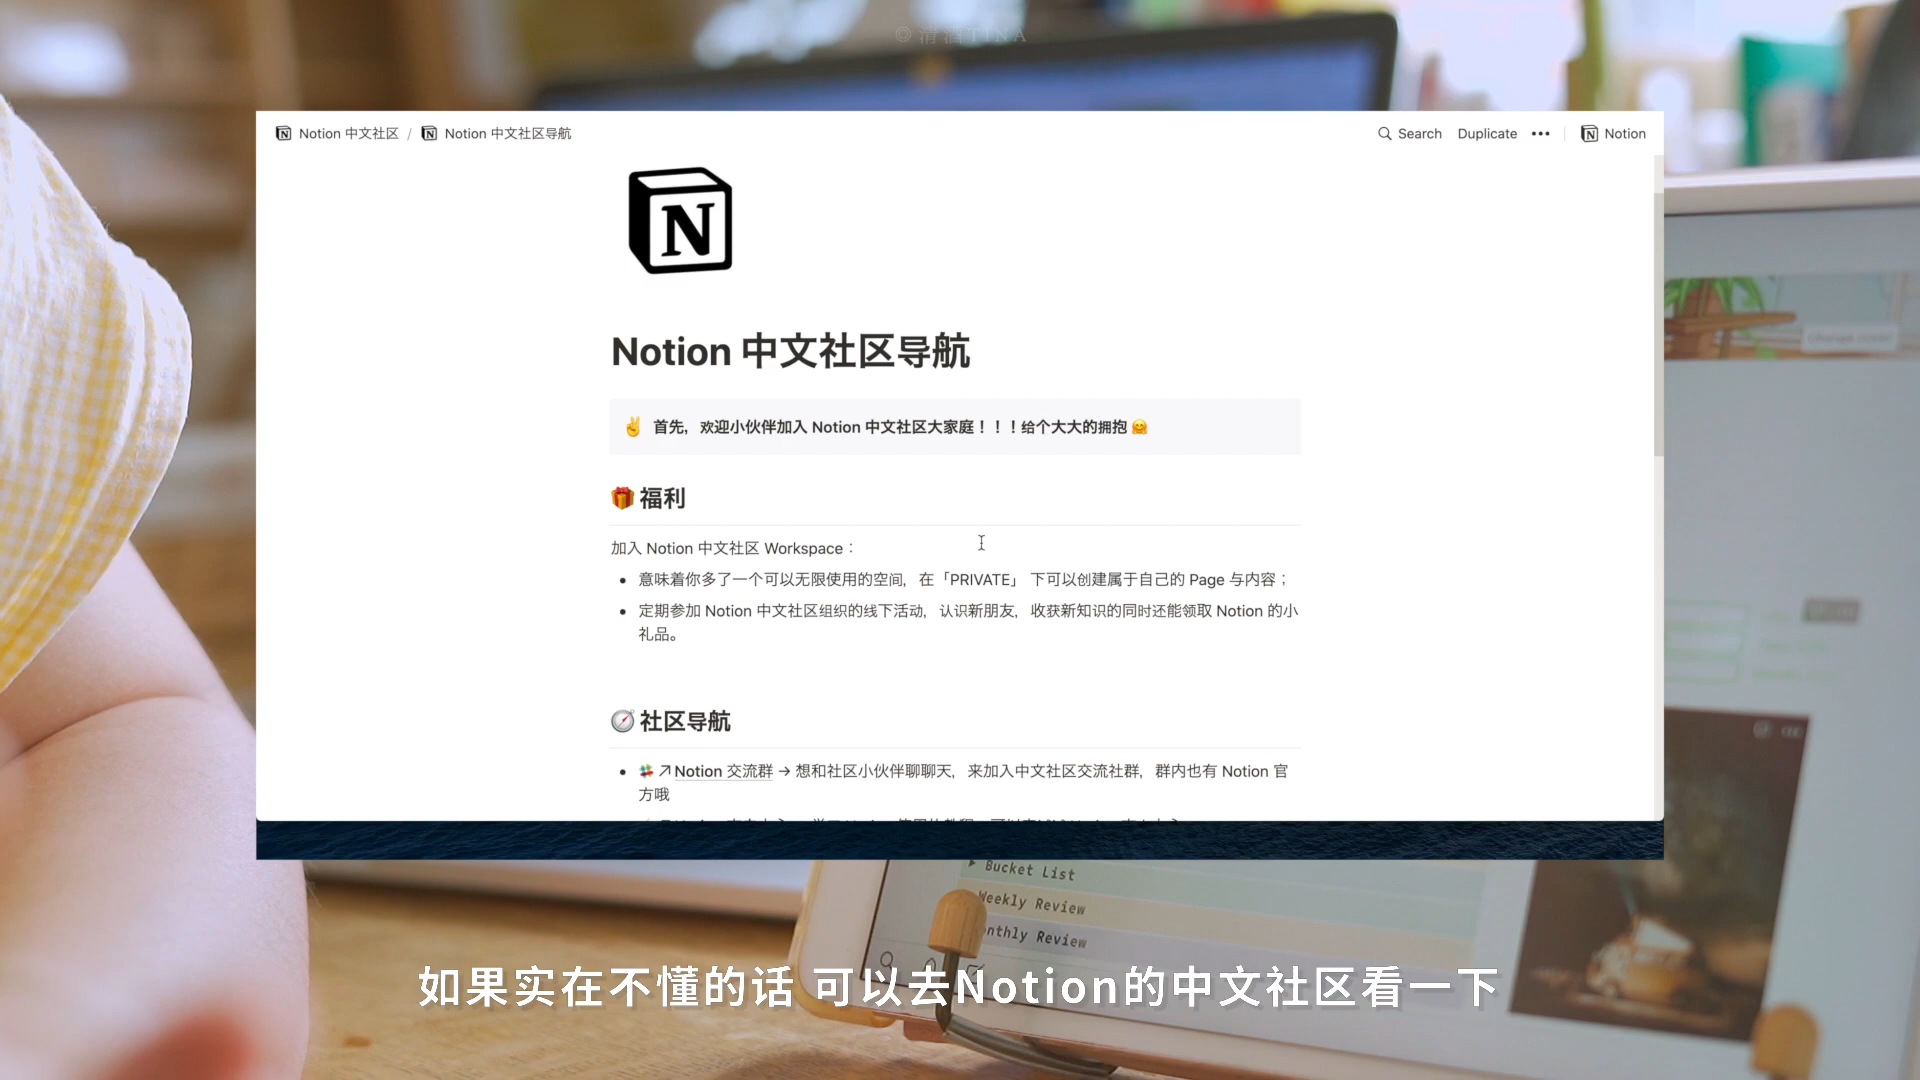 © 清酒TINA
Notion 中文社区 / Notion 中文社区导航
Search Duplicate ••• Notion
Notion 中文社区导航
✌ 首先，欢迎小伙伴加入 Notion 中文社区大家庭！！！给个大大的拥抱 🤗
🎁 福利
加入 Notion 中文社区 Workspace：
• 意味着你多了一个可以无限使用的空间，在「PRIVATE」 下可以创建属于自己的 Page 与内容；
• 定期参加 Notion 中文社区组织的线下活动，认识新朋友，收获新知识的同时还能领取 Notion 的小
礼品。
🧭 社区导航
• ↗Notion 交流群 → 想和社区小伙伴聊聊天，来加入中文社区交流社群，群内也有 Notion 官
方哦
Bucket List
Weekly Review
Monthly Review
如果实在不懂的话 可以去Notion的中文社区看一下